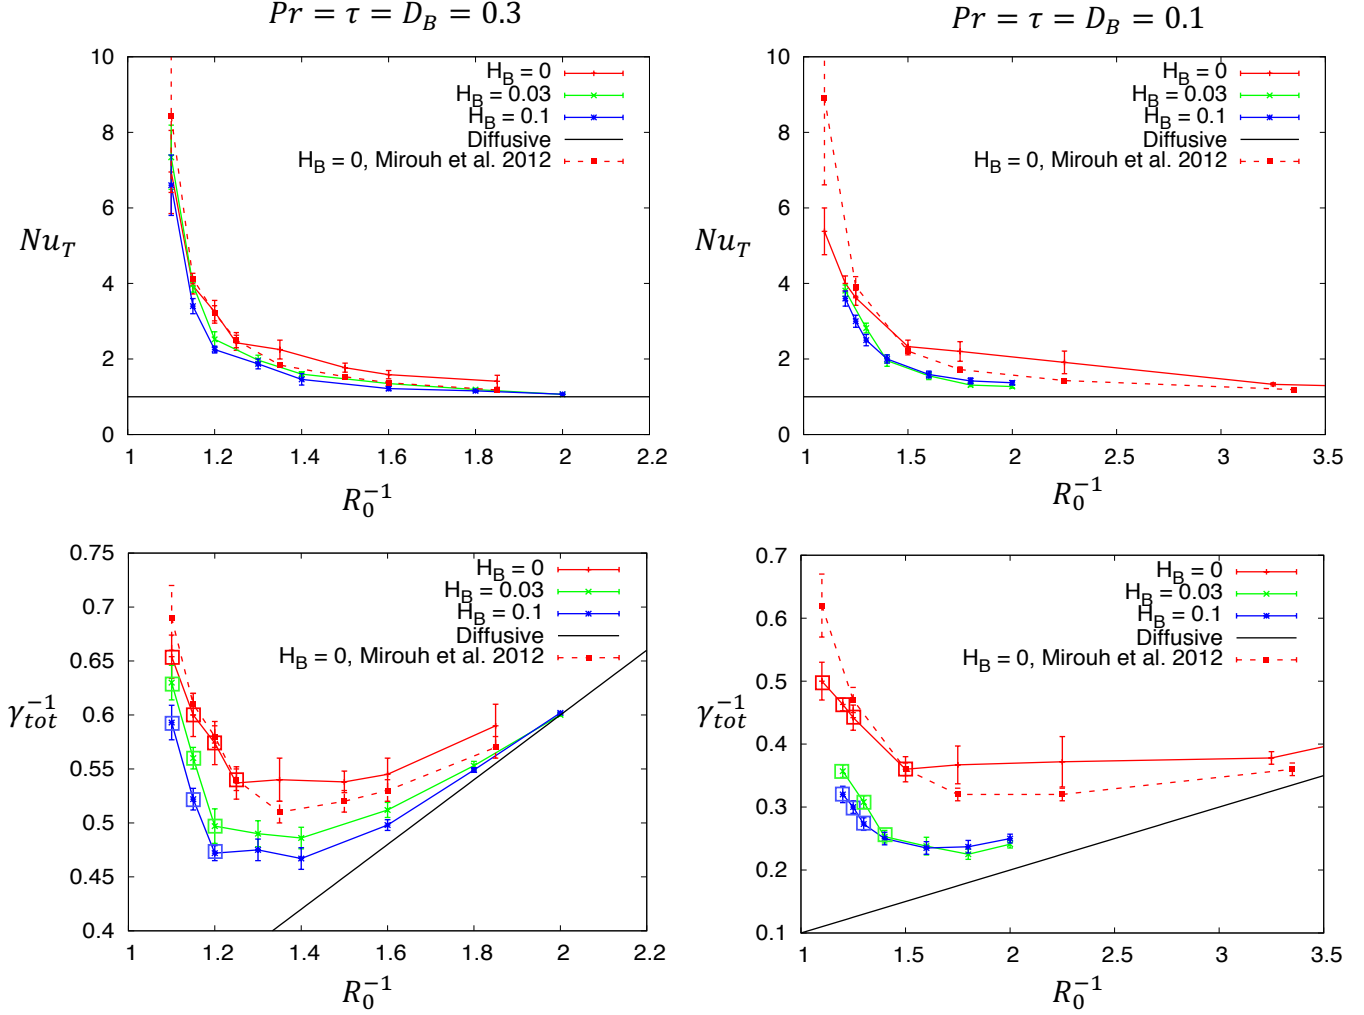 Pr = τ = D_B = 0.3
Pr = τ = D_B = 0.1
10
8
6
4
2
0
Nu_T
H_B = 0
H_B = 0.03
H_B = 0.1
Diffusive
H_B = 0, Mirouh et al. 2012
1
1.2
1.4
1.6
1.8
2
2.2
R_0^{-1}
10
8
6
4
2
0
Nu_T
H_B = 0
H_B = 0.03
H_B = 0.1
Diffusive
H_B = 0, Mirouh et al. 2012
1
1.5
2
2.5
3
3.5
R_0^{-1}
0.75
0.7
0.65
0.6
0.55
0.5
0.45
0.4
γ_{tot}^{-1}
H_B = 0
H_B = 0.03
H_B = 0.1
Diffusive
H_B = 0, Mirouh et al. 2012
1
1.2
1.4
1.6
1.8
2
2.2
R_0^{-1}
0.7
0.6
0.5
0.4
0.3
0.2
0.1
γ_{tot}^{-1}
H_B = 0
H_B = 0.03
H_B = 0.1
Diffusive
H_B = 0, Mirouh et al. 2012
1
1.5
2
2.5
3
3.5
R_0^{-1}